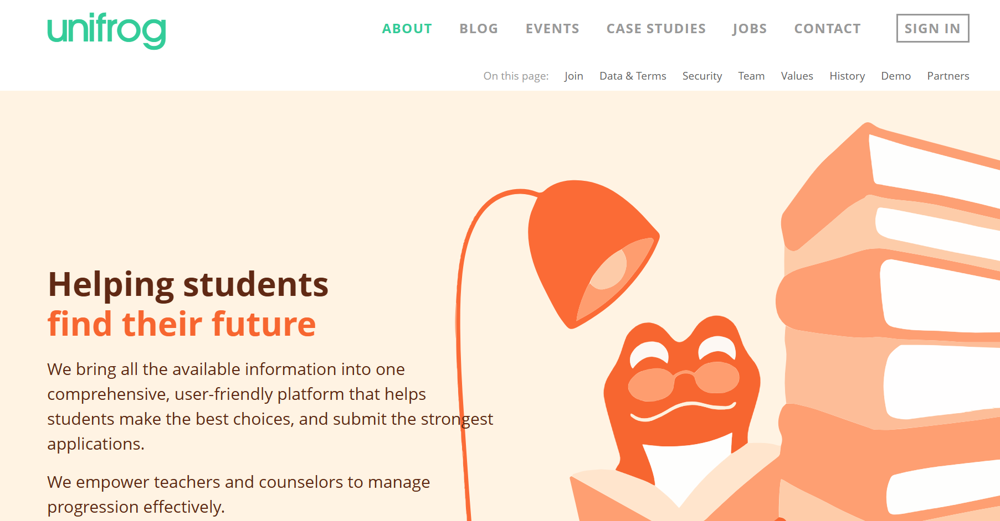 unifrog
ABOUT BLOG EVENTS CASE STUDIES JOBS CONTACT SIGN IN
On this page: Join Data & Terms Security Team Values History Demo Partners
Helping students
find their future
We bring all the available information into one
comprehensive, user-friendly platform that helps
students make the best choices, and submit the strongest
applications.
We empower teachers and counselors to manage
progression effectively.